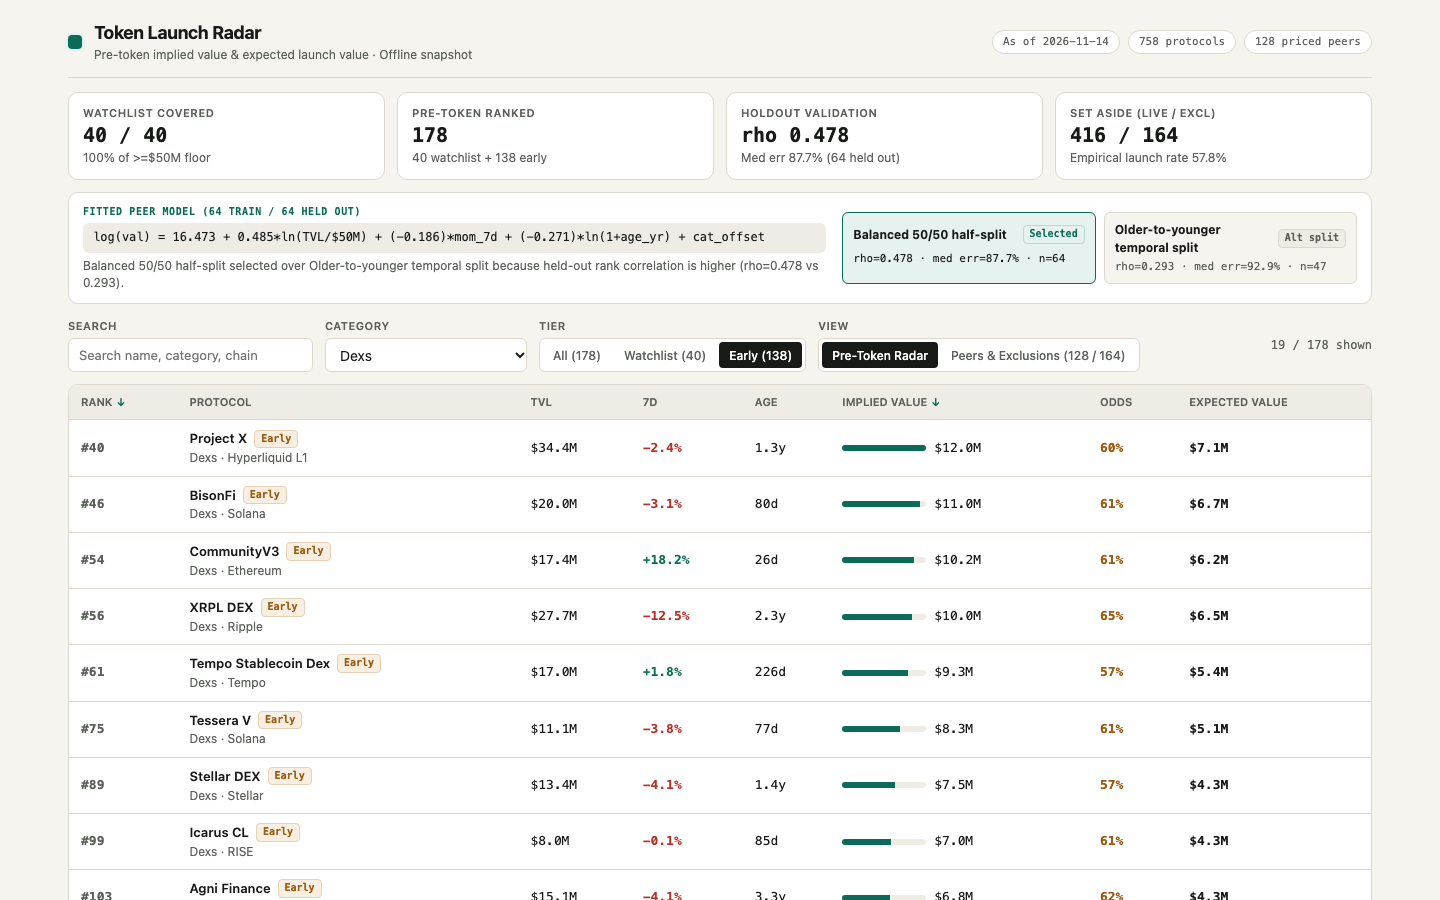 Token Launch Radar
Pre-token implied value & expected launch value · Offline snapshot
As of 2026-11-14
758 protocols
128 priced peers
WATCHLIST COVERED
40 / 40
100% of >=$50M floor
PRE-TOKEN RANKED
178
40 watchlist + 138 early
HOLDOUT VALIDATION
rho 0.478
Med err 87.7% (64 held out)
SET ASIDE (LIVE / EXCL)
416 / 164
Empirical launch rate 57.8%
FITTED PEER MODEL (64 TRAIN / 64 HELD OUT)
log(val) = 16.473 + 0.485*ln(TVL/$50M) + (-0.186)*mom_7d + (-0.271)*ln(1+age_yr) + cat_offset
Balanced 50/50 half-split selected over Older-to-younger temporal split because held-out rank correlation is higher (rho=0.478 vs
0.293).
Balanced 50/50 half-split
Selected
rho=0.478 · med err=87.7% · n=64
Older-to-younger
temporal split
Alt split
rho=0.293 · med err=92.9% · n=47
SEARCH
CATEGORY
TIER
VIEW
Search name, category, chain
Dexs
All (178)
Watchlist (40)
Early (138)
Pre-Token Radar
Peers & Exclusions (128 / 164)
19 / 178 shown
RANK ↓ PROTOCOL TVL 7D AGE IMPLIED VALUE ↓ ODDS EXPECTED VALUE
#40 Project X Early $34.4M -2.4% 1.3y $12.0M 60% $7.1M
Dexs · Hyperliquid L1
#46 BisonFi Early $20.0M -3.1% 80d $11.0M 61% $6.7M
Dexs · Solana
#54 CommunityV3 Early $17.4M +18.2% 26d $10.2M 61% $6.2M
Dexs · Ethereum
#56 XRPL DEX Early $27.7M -12.5% 2.3y $10.0M 65% $6.5M
Dexs · Ripple
#61 Tempo Stablecoin Dex Early $17.0M +1.8% 226d $9.3M 57% $5.4M
Dexs · Tempo
#75 Tessera V Early $11.1M -3.8% 77d $8.3M 61% $5.1M
Dexs · Solana
#89 Stellar DEX Early $13.4M -4.1% 1.4y $7.5M 57% $4.3M
Dexs · Stellar
#99 Icarus CL Early $8.0M -0.1% 85d $7.0M 61% $4.3M
Dexs · RISE
#103 Agni Finance Early $15.1M -4.1% 3.3y $6.8M 62% $4.3M